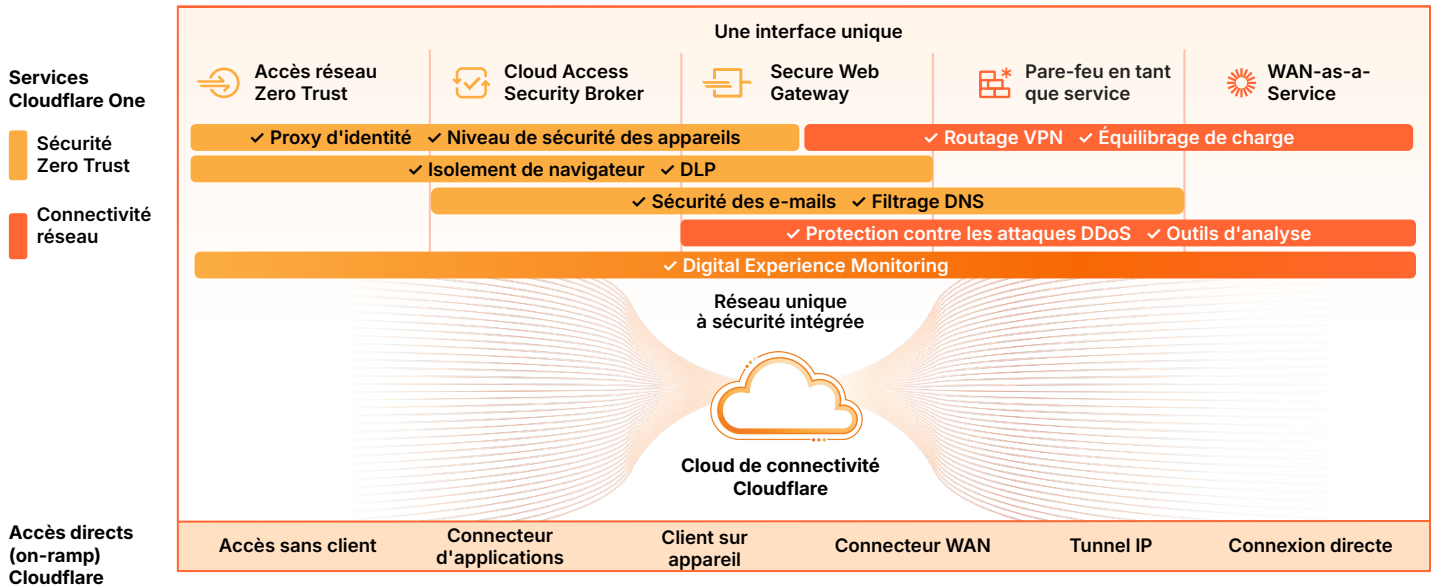 Une interface unique
Services
Cloudflare One
Accès réseau
Zero Trust
Cloud Access
Security Broker
Secure Web
Gateway
Pare-feu en tant
que service
WAN-as-a-
Service
Sécurité
Zero Trust
Connectivité
réseau
✓ Proxy d'identité ✓ Niveau de sécurité des appareils
✓ Routage VPN ✓ Équilibrage de charge
✓ Isolement de navigateur ✓ DLP
✓ Sécurité des e-mails ✓ Filtrage DNS
✓ Protection contre les attaques DDoS ✓ Outils d'analyse
✓ Digital Experience Monitoring
Réseau unique
à sécurité intégrée
Cloud de connectivité
Cloudflare
Accès directs
(on-ramp)
Cloudflare
Accès sans client
Connecteur
d'applications
Client sur
appareil
Connecteur WAN
Tunnel IP
Connexion directe